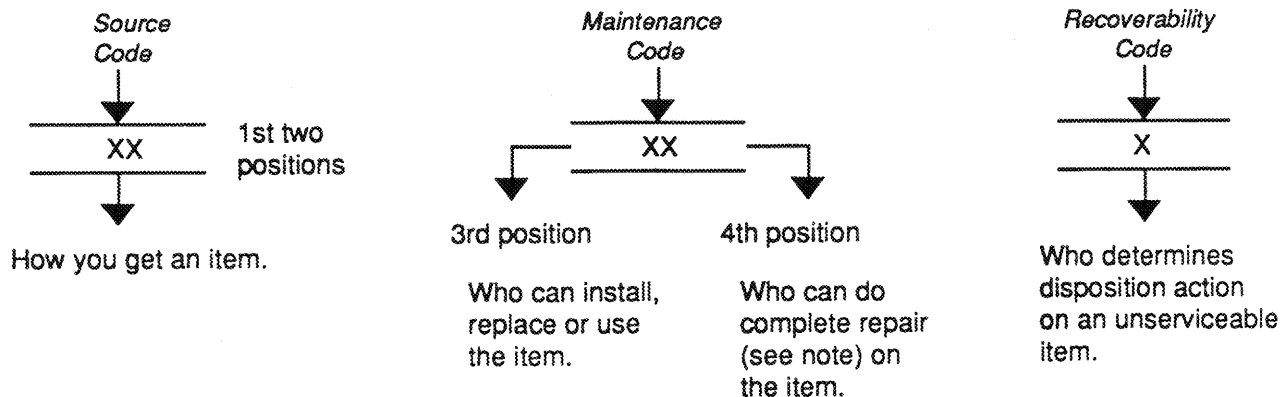 Source
Code
XX
1st two
positions
How you get an item.
Maintenance
Code
XX
3rd position
Who can install,
replace or use
the item.
4th position
Who can do
complete repair
(see note) on
the item.
Recoverability
Code
X
Who determines
disposition action
on an unserviceable
item.